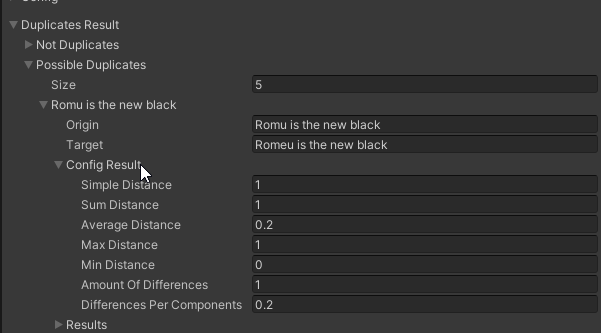 Config
Duplicates Result
Not Duplicates
Possible Duplicates
Size 5
Romu is the new black
Origin Romu is the new black
Target Romeu is the new black
Config Result
Simple Distance 1
Sum Distance 1
Average Distance 0.2
Max Distance 1
Min Distance 0
Amount Of Differences 1
Differences Per Components 0.2
Results